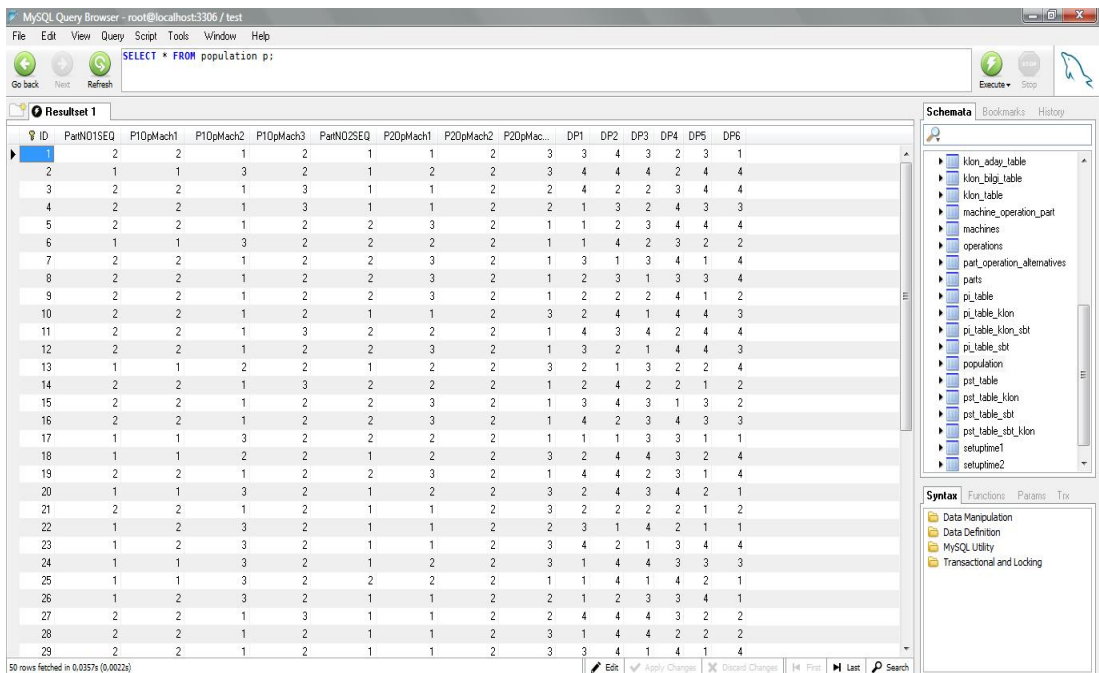 MySQL Query Browser - root@localhost:3306 / test
File Edit View Query Script Tools Window Help
SELECT * FROM population p;
Go back Next Refresh Execute Stop
Resultset 1
ID PartNO1SEQ P1OpMach1 P1OpMach2 P1OpMach3 PartNO2SEQ P2OpMach1 P2OpMach2 P2OpMac... DP1 DP2 DP3 DP4 DP5 DP6
1 2 2 1 2 1 1 2 3 3 4 3 2 3 1
2 1 1 3 2 1 2 2 3 4 4 4 2 4 4
3 2 2 1 3 1 1 2 2 4 2 2 3 4 4
4 2 2 1 3 1 1 2 2 1 3 2 4 3 3
5 2 2 1 2 2 3 2 1 1 2 3 4 4 4
6 1 1 3 2 2 2 2 1 1 4 2 3 2 2
7 2 2 1 2 2 3 2 1 3 1 3 4 1 4
8 2 2 1 2 2 3 2 1 2 3 1 3 3 4
9 2 2 1 2 2 3 2 1 2 2 2 4 1 2
10 2 2 1 2 1 1 2 3 2 4 1 4 4 3
11 2 2 1 3 2 2 2 1 4 3 4 2 4 4
12 2 2 1 2 2 3 2 1 3 2 1 4 4 3
13 1 1 2 2 1 2 2 3 2 1 3 2 2 4
14 2 2 1 3 2 2 2 1 2 4 2 2 1 2
15 2 2 1 2 2 3 2 1 3 4 3 1 3 2
16 2 2 1 2 2 3 2 1 4 2 3 4 3 3
17 1 1 3 2 2 2 2 1 1 1 3 3 1 1
18 1 1 2 2 1 2 2 3 2 4 4 3 2 4
19 2 2 1 2 2 3 2 1 4 4 2 3 1 4
20 1 1 3 2 1 2 2 3 2 4 3 4 2 1
21 2 2 1 2 1 1 2 3 2 2 2 2 1 2
22 1 2 3 2 1 1 2 2 3 1 4 2 1 1
23 1 2 3 2 1 1 2 3 4 2 1 3 4 4
24 1 1 3 2 1 2 2 3 1 4 4 3 3 3
25 1 1 3 2 2 2 2 1 1 4 1 4 2 1
26 1 2 3 2 1 1 2 2 1 2 3 3 4 1
27 2 2 1 3 1 1 2 2 4 4 4 3 2 2
28 2 2 1 2 1 1 2 3 1 4 4 2 2 2
29 2 2 1 2 1 1 2 3 3 4 1 4 1 4
50 rows fetched in 0,0357s (0,0022s)
Edit Apply Changes Discard Changes First Last Search
Schemata Bookmarks History
klon_aday_table
klon_bilgi_table
klon_table
machine_operation_part
machines
operations
part_operation_alternatives
parts
pi_table
pi_table_klon
pi_table_klon_sbt
pi_table_sbt
population
pst_table
pst_table_klon
pst_table_sbt
pst_table_sbt_klon
setuptime1
setuptime2
Syntax Functions Params Trx
Data Manipulation
Data Definition
MySQL Utility
Transactional and Locking